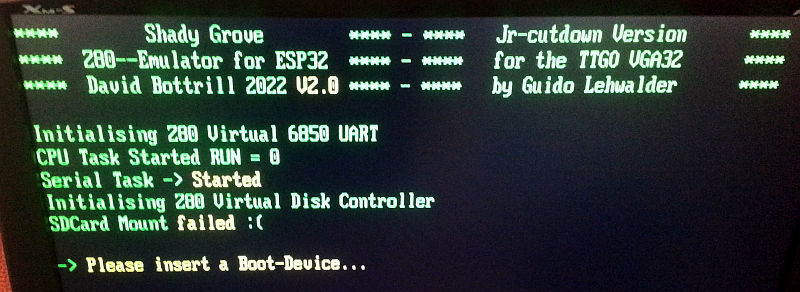 **** Shady Grove **** - **** Jr-cutdown Version ****
**** Z80--Emulator for ESP32 **** - **** for the TTGO VGA32 ****
**** David Bottrill 2022 V2.0 **** - **** by Guido Lehwalder ****
Initialising Z80 Virtual 6850 UART
CPU Task Started RUN = 0
Serial Task -> Started
Initialising Z80 Virtual Disk Controller
SDCard Mount failed :(
-> Please insert a Boot-Device...